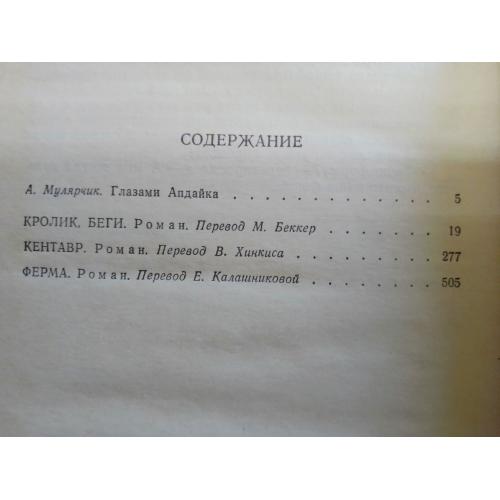 СОДЕРЖАНИЕ
А. Мулярчик. Глазами Апдайка . . . . . . . . . . . . . 5
КРОЛИК, БЕГИ. Роман. Перевод М. Беккер . . . . . . . 19
КЕНТАВР. Роман. Перевод В. Хинкиса . . . . . . . . . 277
ФЕРМА. Роман. Перевод Е. Калашниковой . . . . . . . . 505